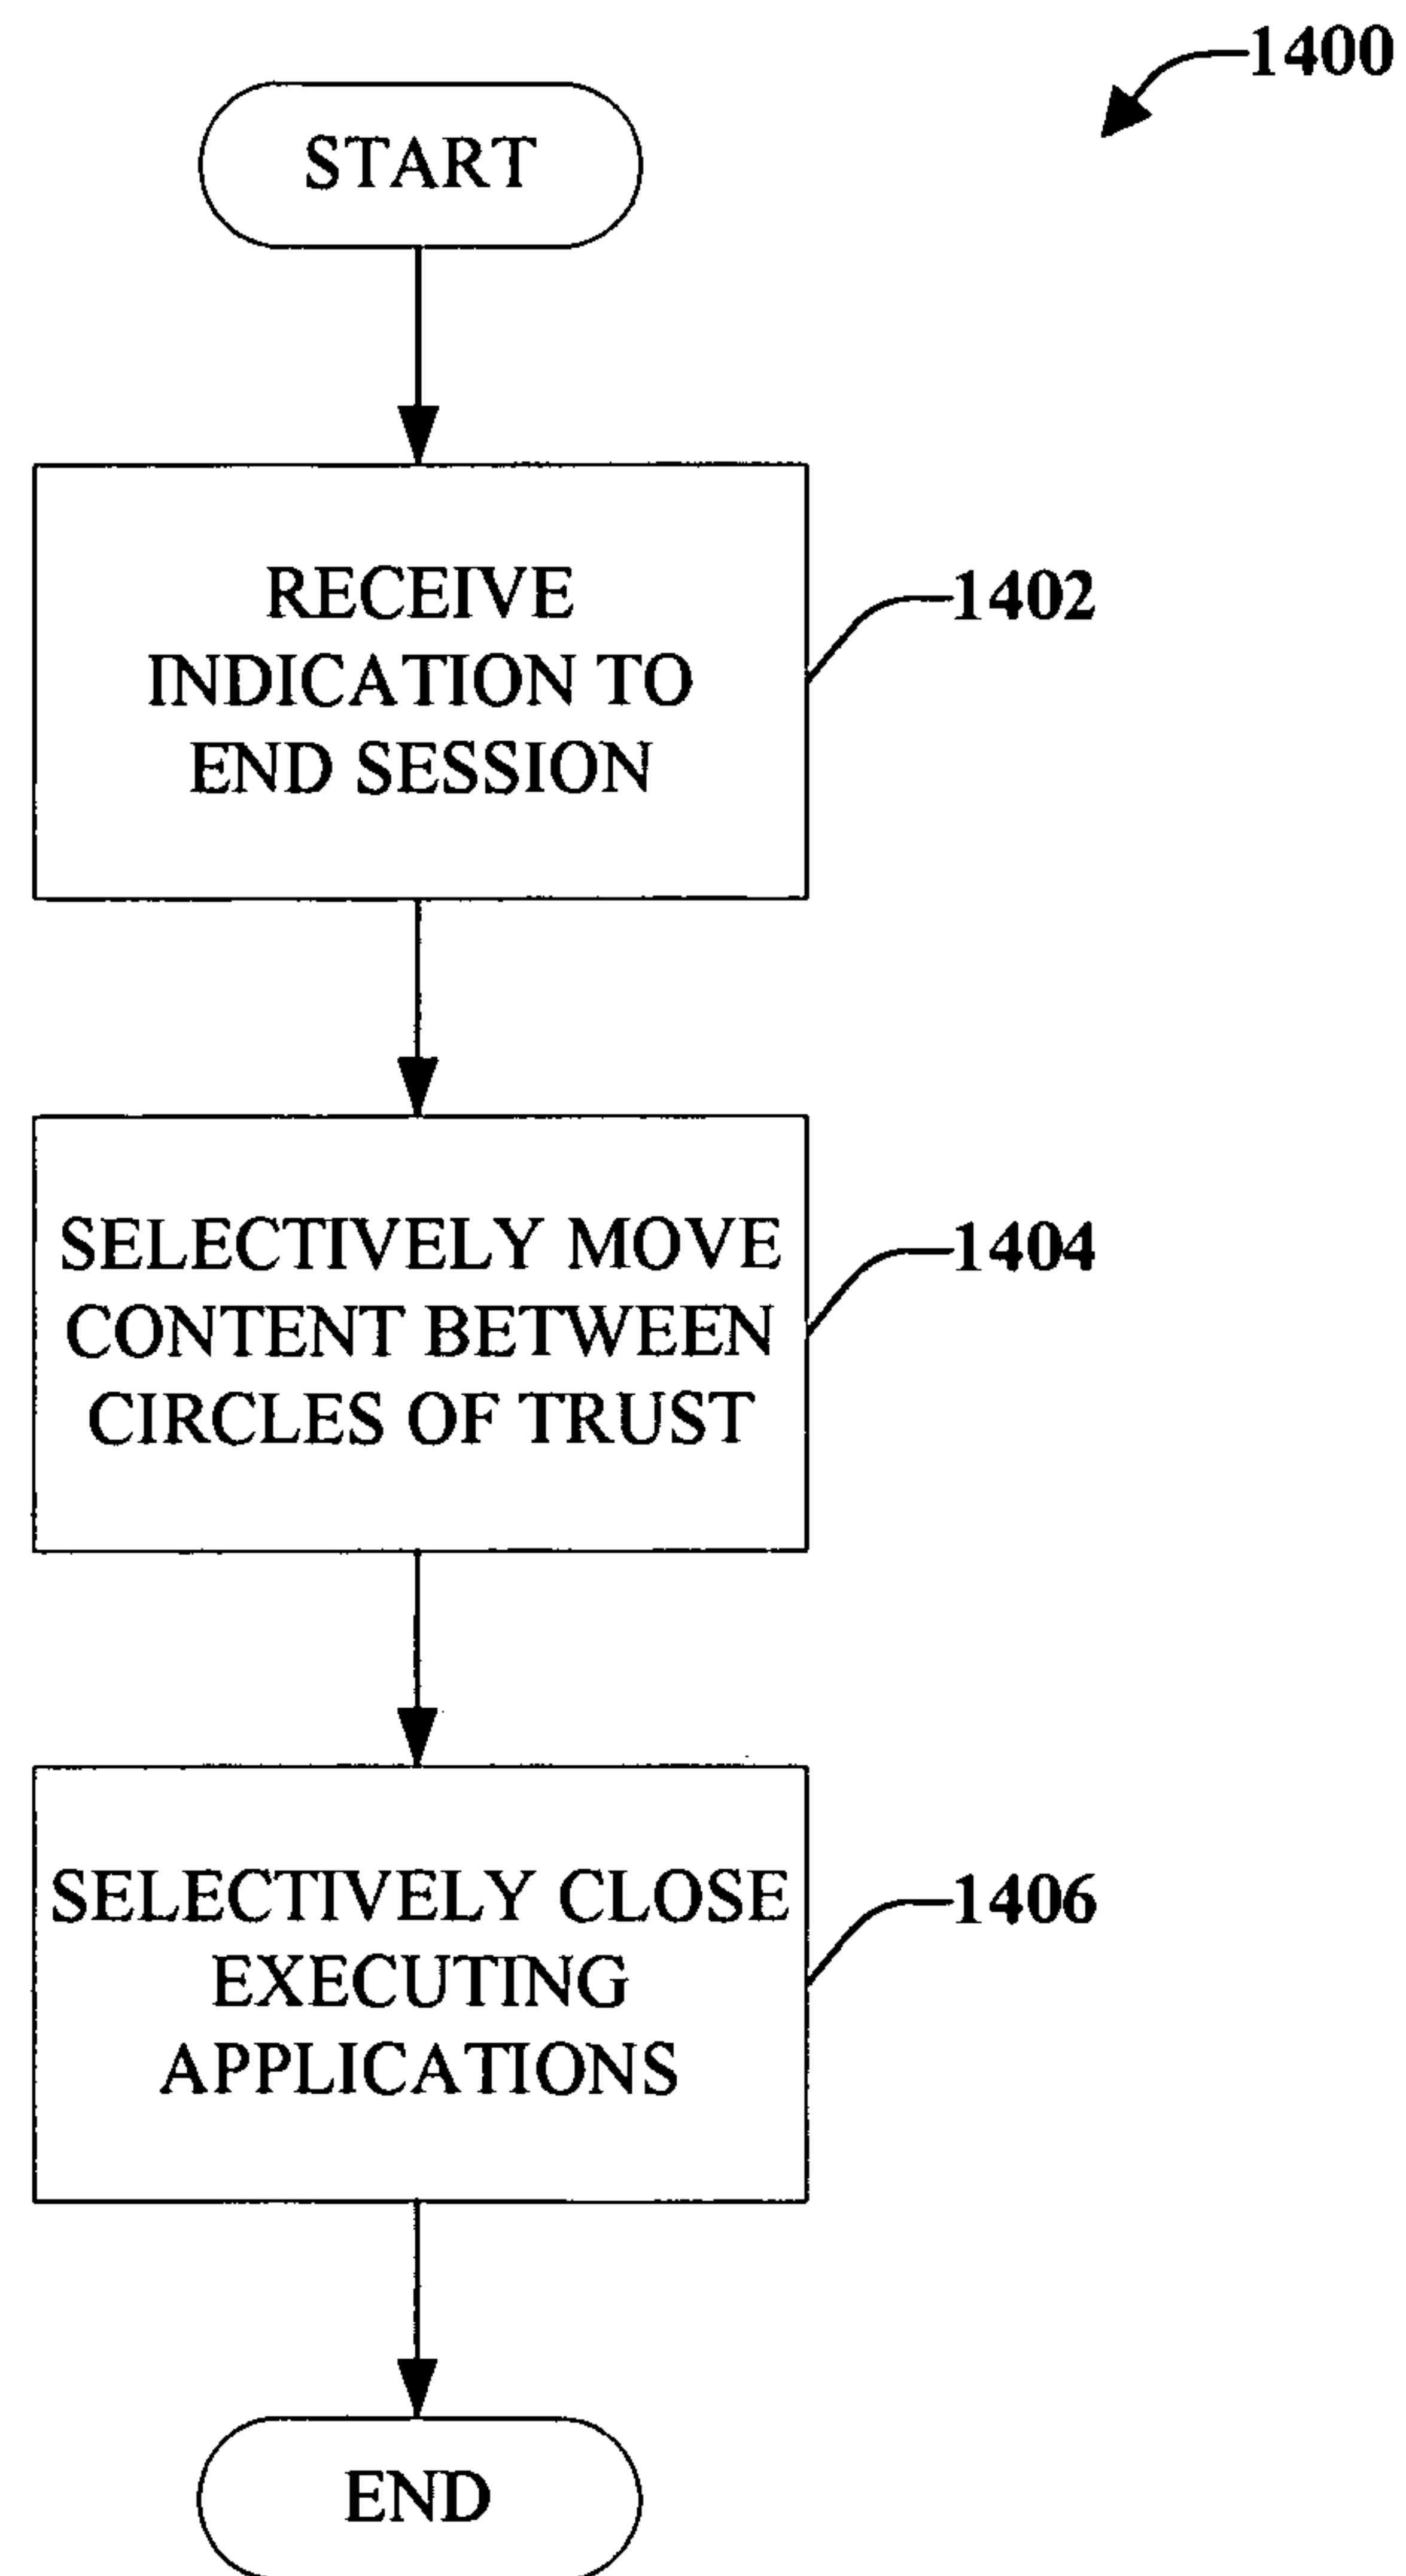 1400
START
RECEIVE
INDICATION TO
END SESSION
1402
SELECTIVELY MOVE
CONTENT BETWEEN
CIRCLES OF TRUST
1404
SELECTIVELY CLOSE
EXECUTING
APPLICATIONS
1406
END